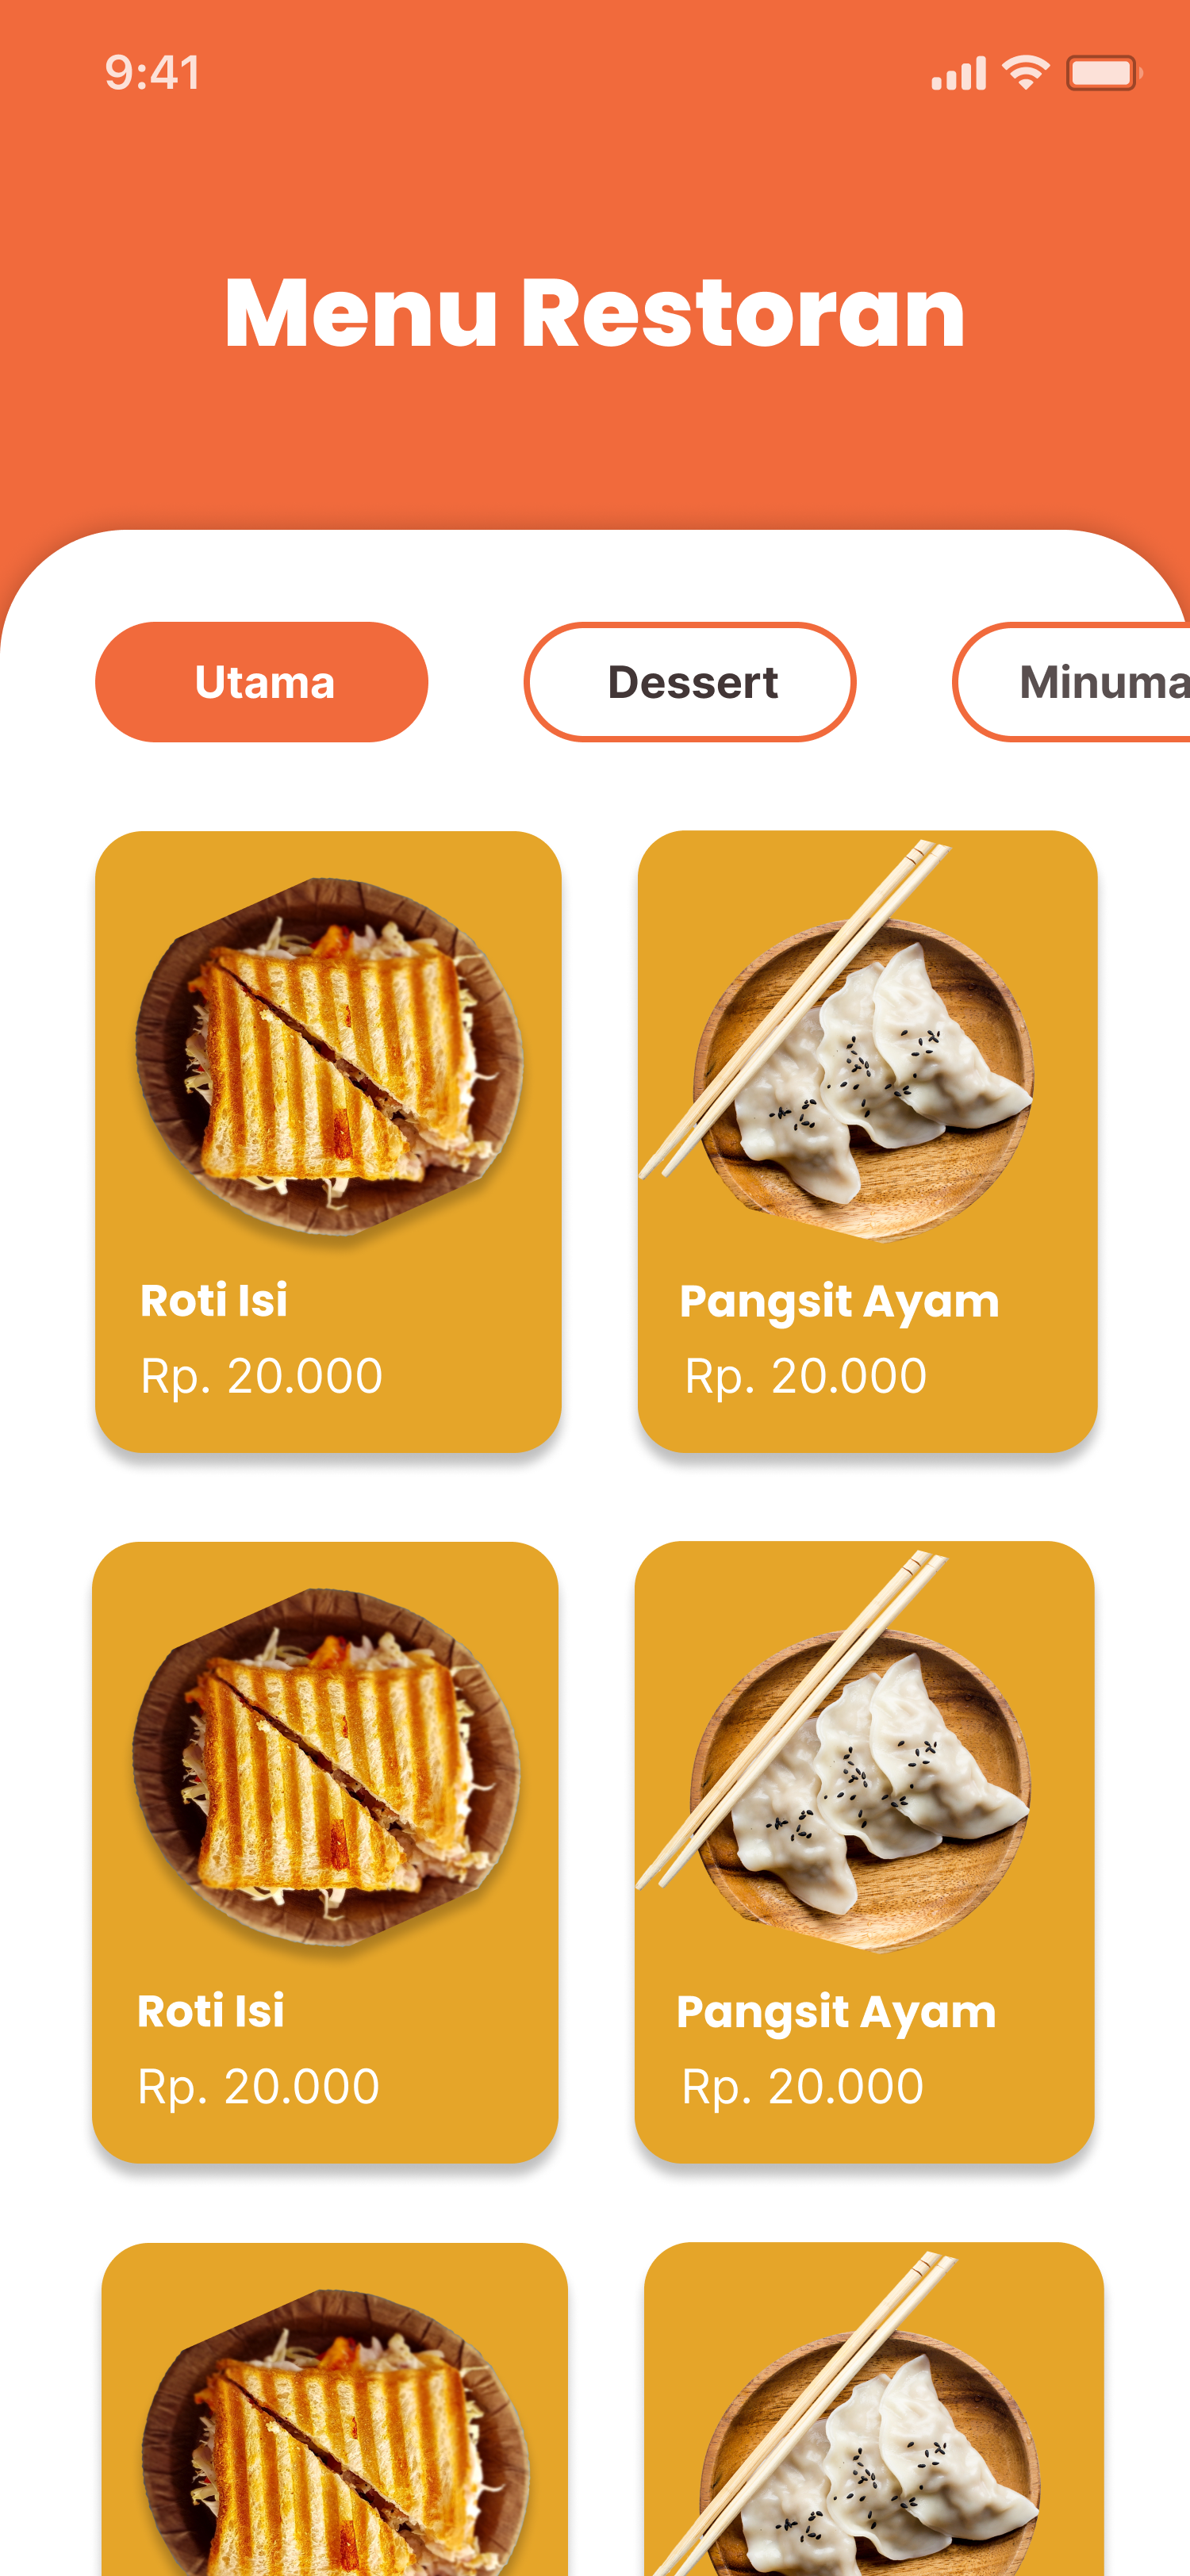 9:41
Menu Restoran
Utama
Dessert
Minuma
Roti Isi
Rp. 20.000
Pangsit Ayam
Rp. 20.000
Roti Isi
Rp. 20.000
Pangsit Ayam
Rp. 20.000